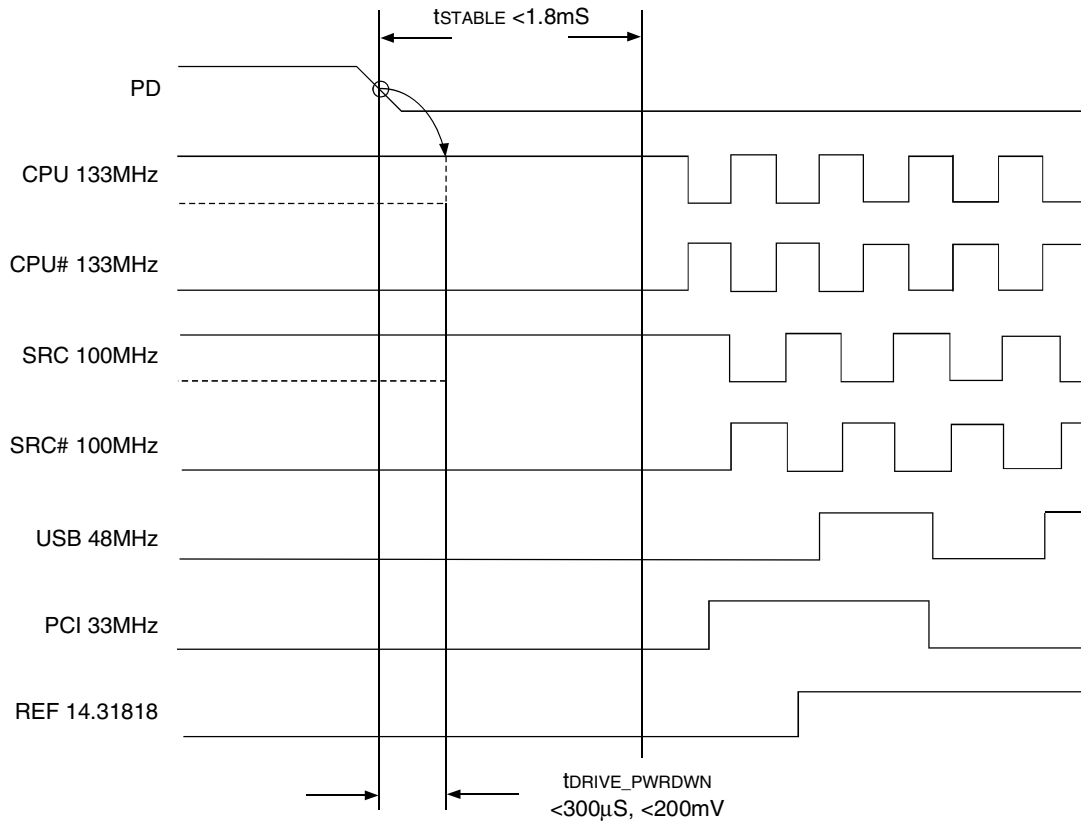 tSTABLE <1.8mS
PD
CPU 133MHz
CPU# 133MHz
SRC 100MHz
SRC# 100MHz
USB 48MHz
PCI 33MHz
REF 14.31818
tDRIVE_PWRDWN
<300μS, <200mV